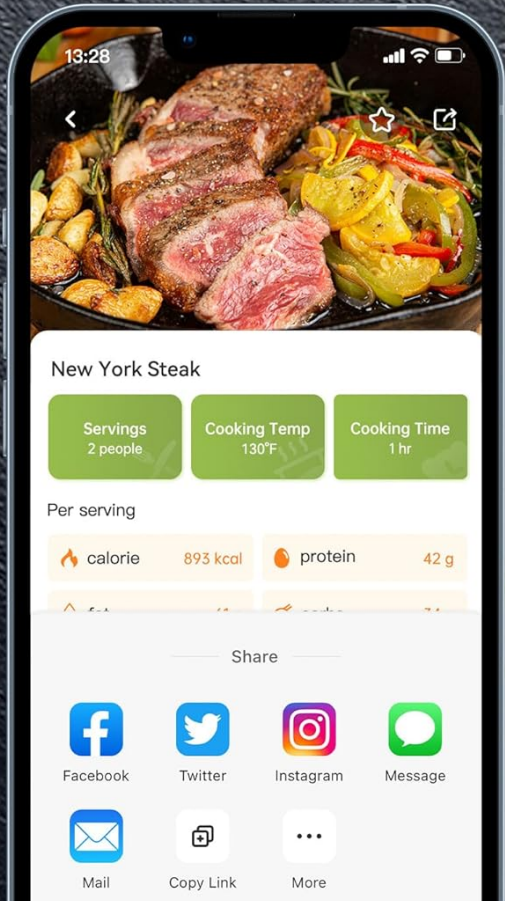 13:28
New York Steak
Servings
2 people
Cooking Temp
130°F
Cooking Time
1 hr
Per serving
calorie
893 kcal
protein
42 g
Share
Facebook
Twitter
Instagram
Message
Mail
Copy Link
More